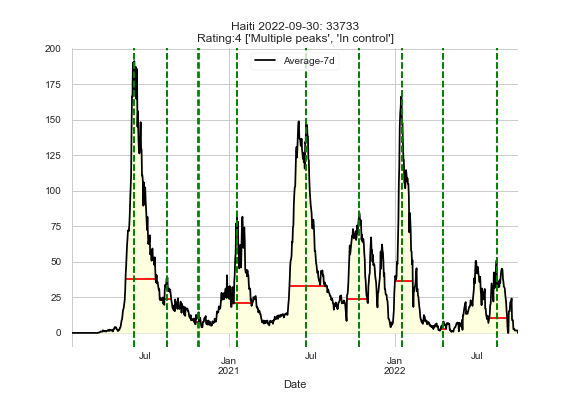 Haiti 2022-09-30: 33733
Rating:4 ['Multiple peaks', 'In control']
Average-7d
200
175
150
125
100
75
50
25
0
Jul
Jan
2021
Jul
Jan
2022
Jul
Date